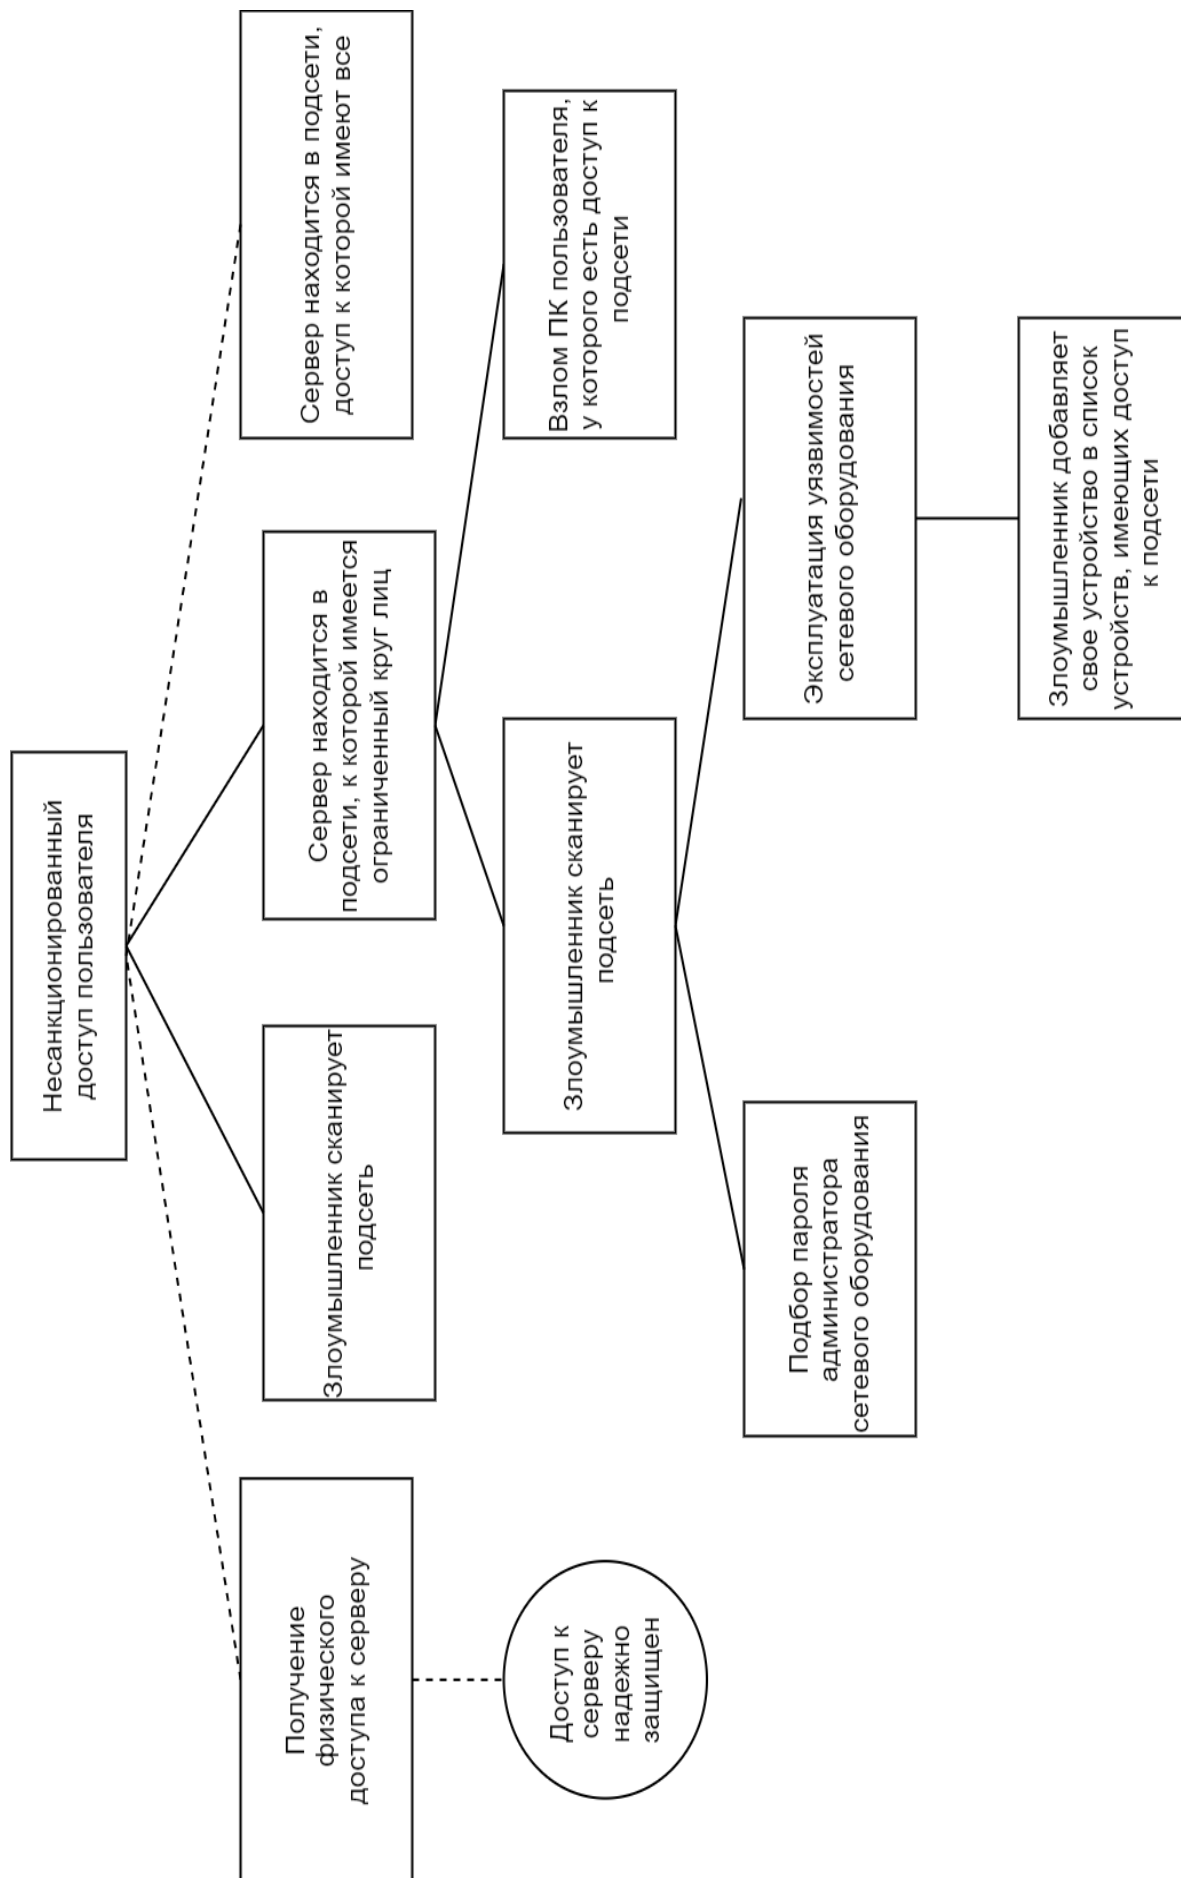 Несанкционированный
доступ пользователя
Получение
физического
доступа к серверу
Злоумышленник сканирует
подсеть
Сервер находится в
подсети, к которой имеется
ограниченный круг лиц
Сервер находится в подсети,
доступ к которой имеют все
Доступ к
серверу
надежно
защищен
Злоумышленник сканирует
подсеть
Взлом ПК пользователя,
у которого есть доступ к
подсети
Подбор пароля
администратора
сетевого оборудования
Эксплуатация уязвимостей
сетевого оборудования
Злоумышленник добавляет
свое устройство в список
устройств, имеющих доступ
к подсети